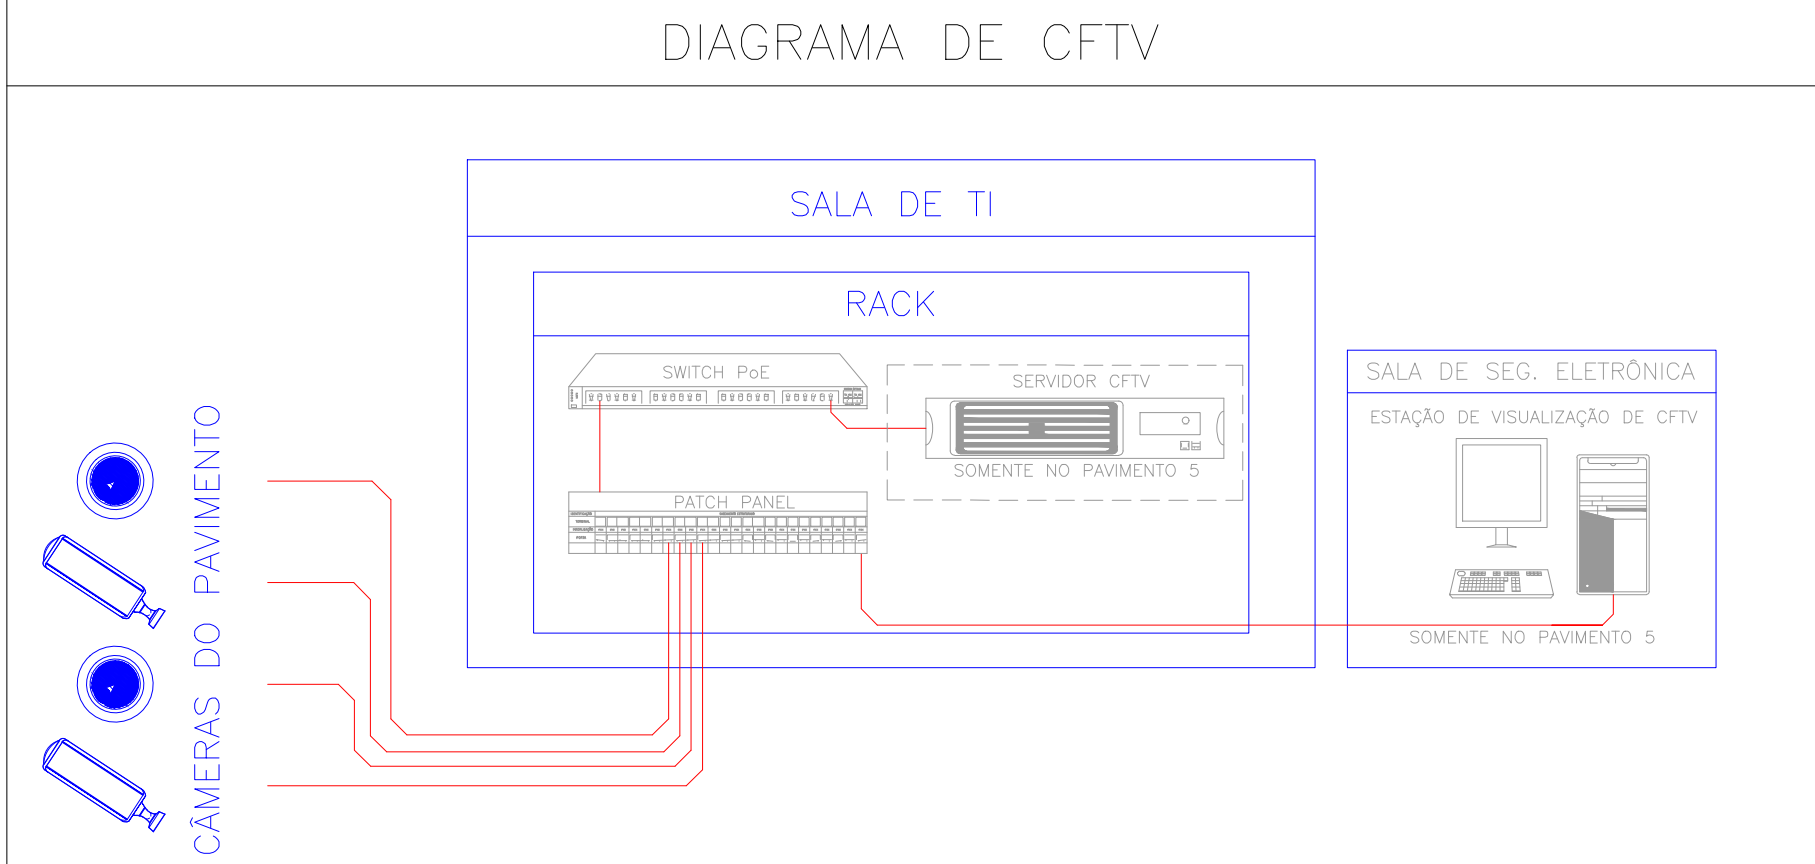 DIAGRAMA DE CFTV
SALA DE TI
RACK
SWITCH PoE
SERVIDOR CFTV
SOMENTE NO PAVIMENTO 5
PATCH PANEL
SALA DE SEG. ELETRÔNICA
ESTAÇÃO DE VISUALIZAÇÃO DE CFTV
SOMENTE NO PAVIMENTO 5
CÂMERAS DO PAVIMENTO